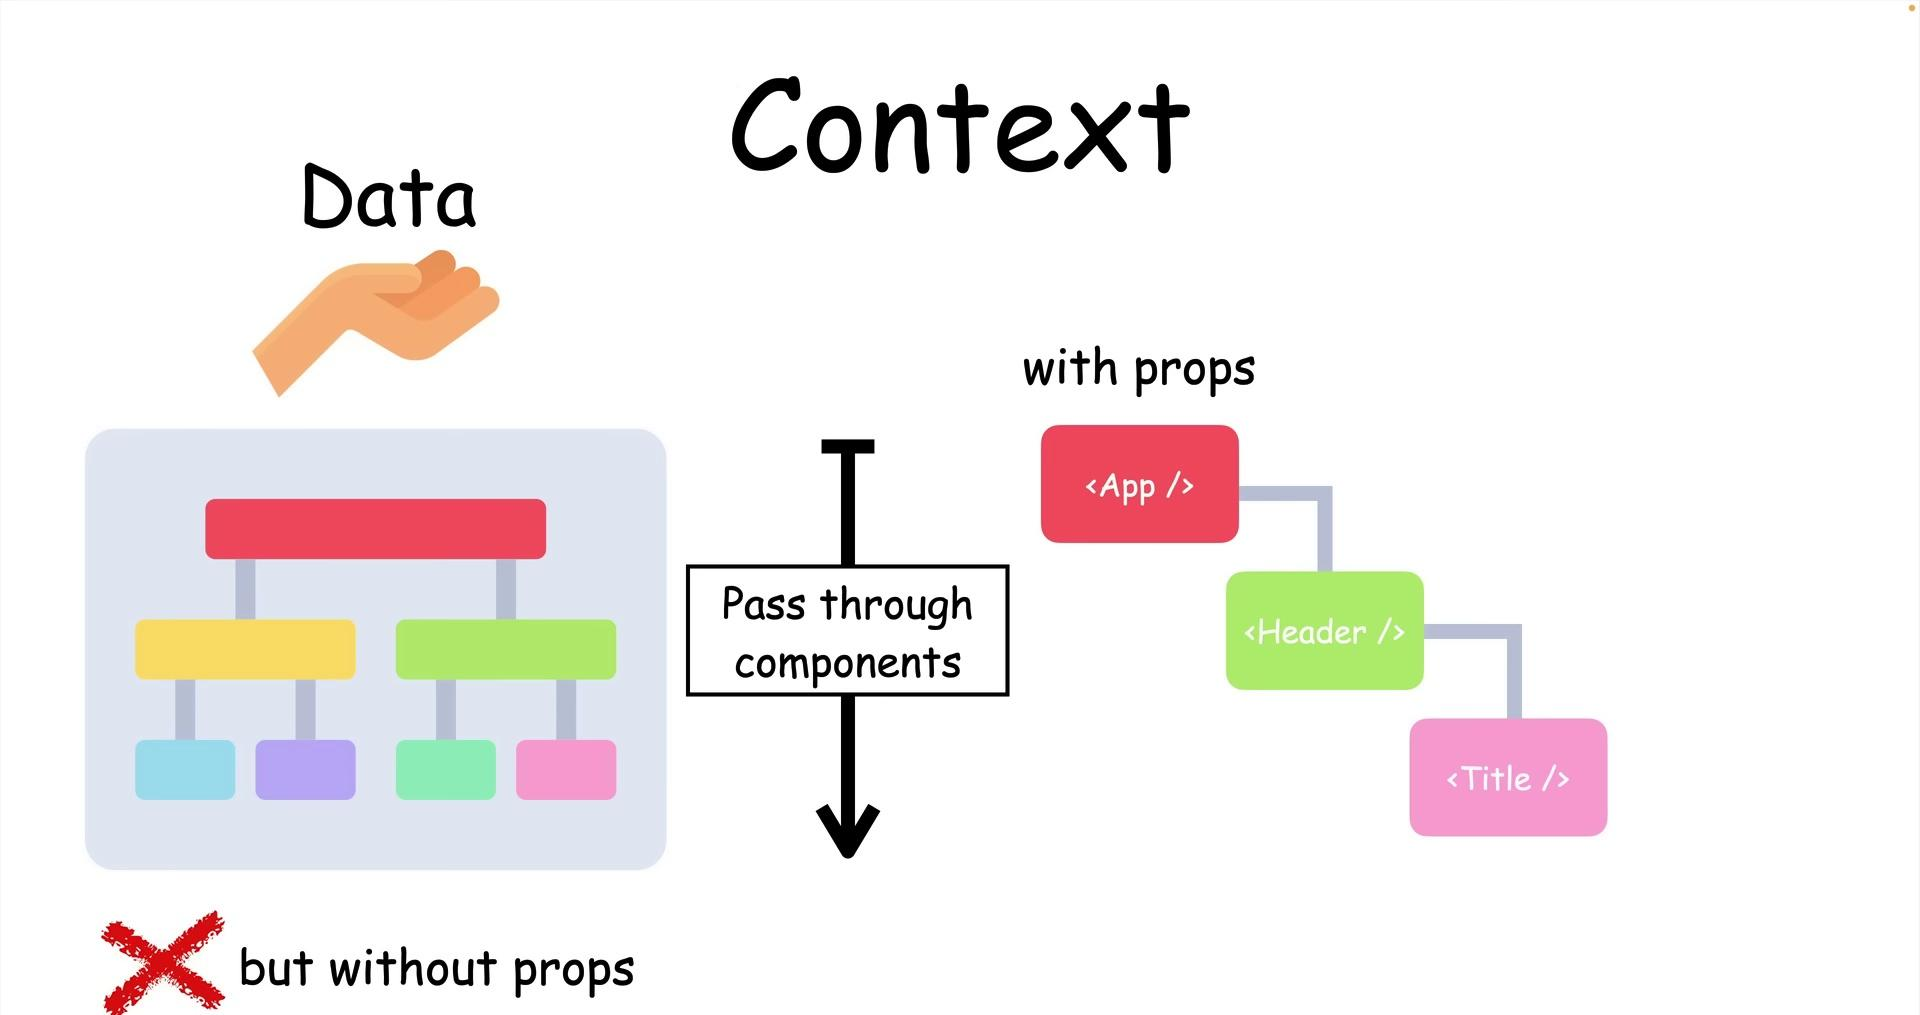 Context
Data
with props
<App />
Pass through
components
<Header />
<Title />
but without props